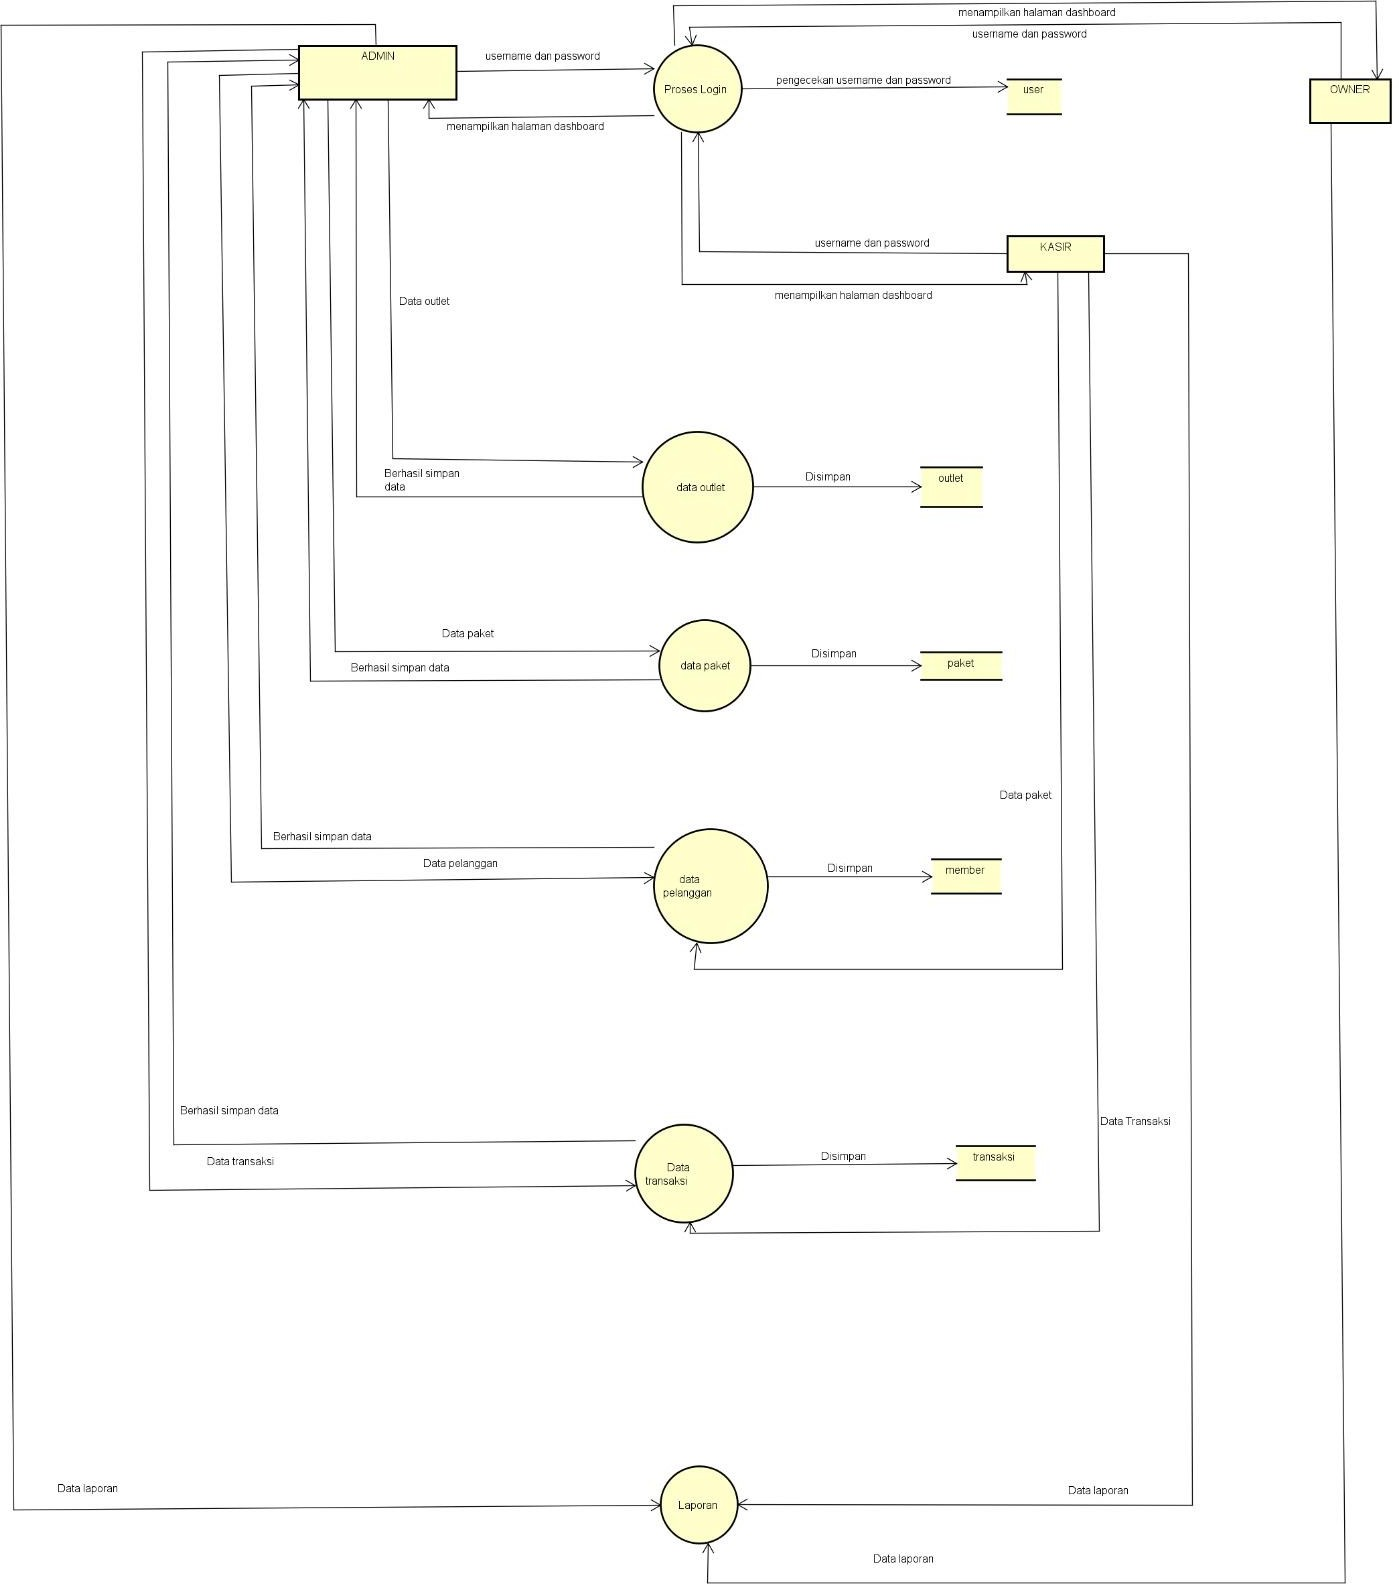 menampilkan halaman dashboard
username dan password
ADMIN
username dan password
Proses Login
pengecekan username dan password
user
OWNER
menampilkan halaman dashboard
username dan password
KASIR
menampilkan halaman dashboard
Data outlet
Berhasil simpan
data
data outlet
Disimpan
outlet
Data paket
Berhasil simpan data
data paket
Disimpan
paket
Data paket
Berhasil simpan data
Data pelanggan
data
pelanggan
Disimpan
member
Berhasil simpan data
Data transaksi
Data
transaksi
Disimpan
transaksi
Data Transaksi
Data laporan
Laporan
Data laporan
Data laporan